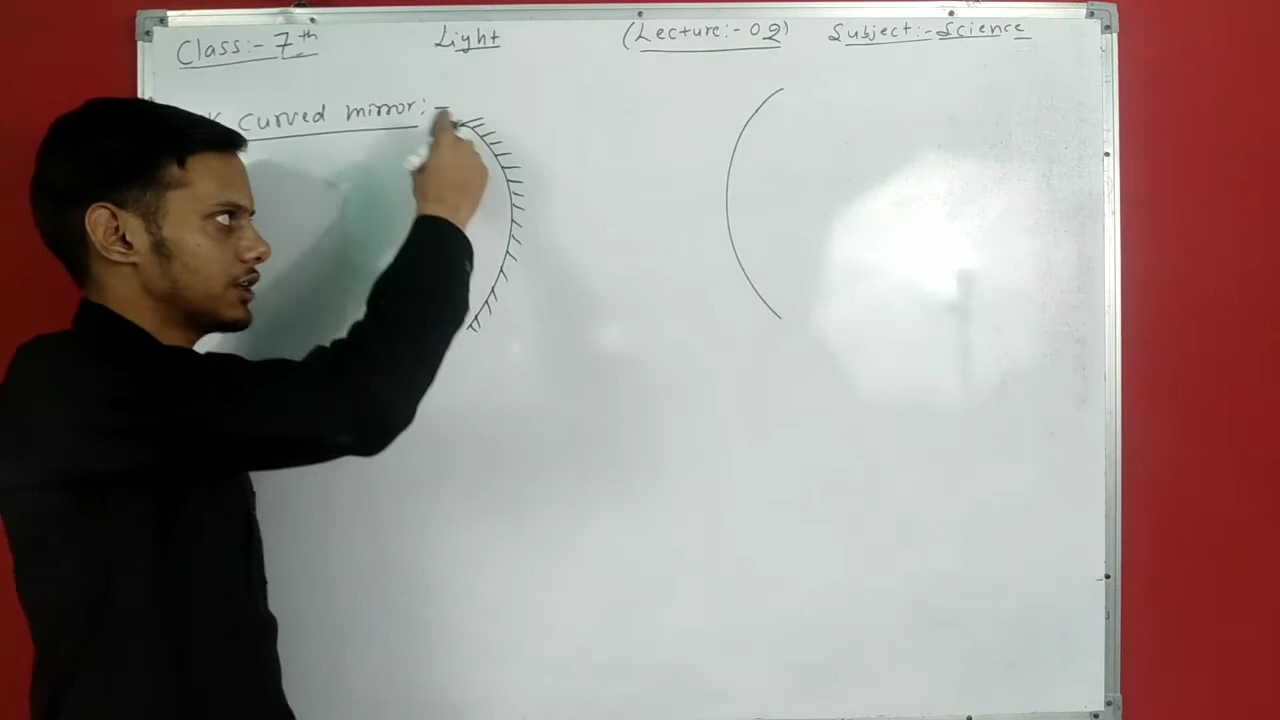 Class:- 7th Light (Lecture:- 02) Subject:- Science
* Curved mirror:-